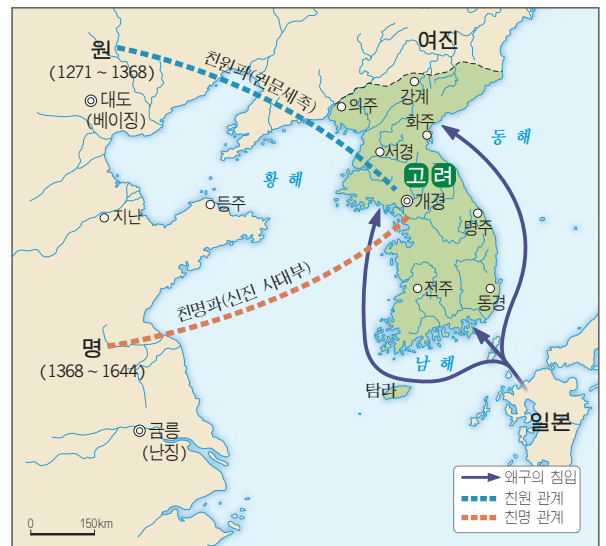 원
(1271 ~ 1368)
대도
(베이징)
친원파(권문세족)
여진
의주
강계
화주
서경
동 해
황 해
고 려
개경
지난
등주
명주
친명파(신진 사대부)
전주
동경
명
(1368 ~ 1644)
남 해
탐라
일본
금릉
(난징)
왜구의 침입
친원 관계
친명 관계
0 150km